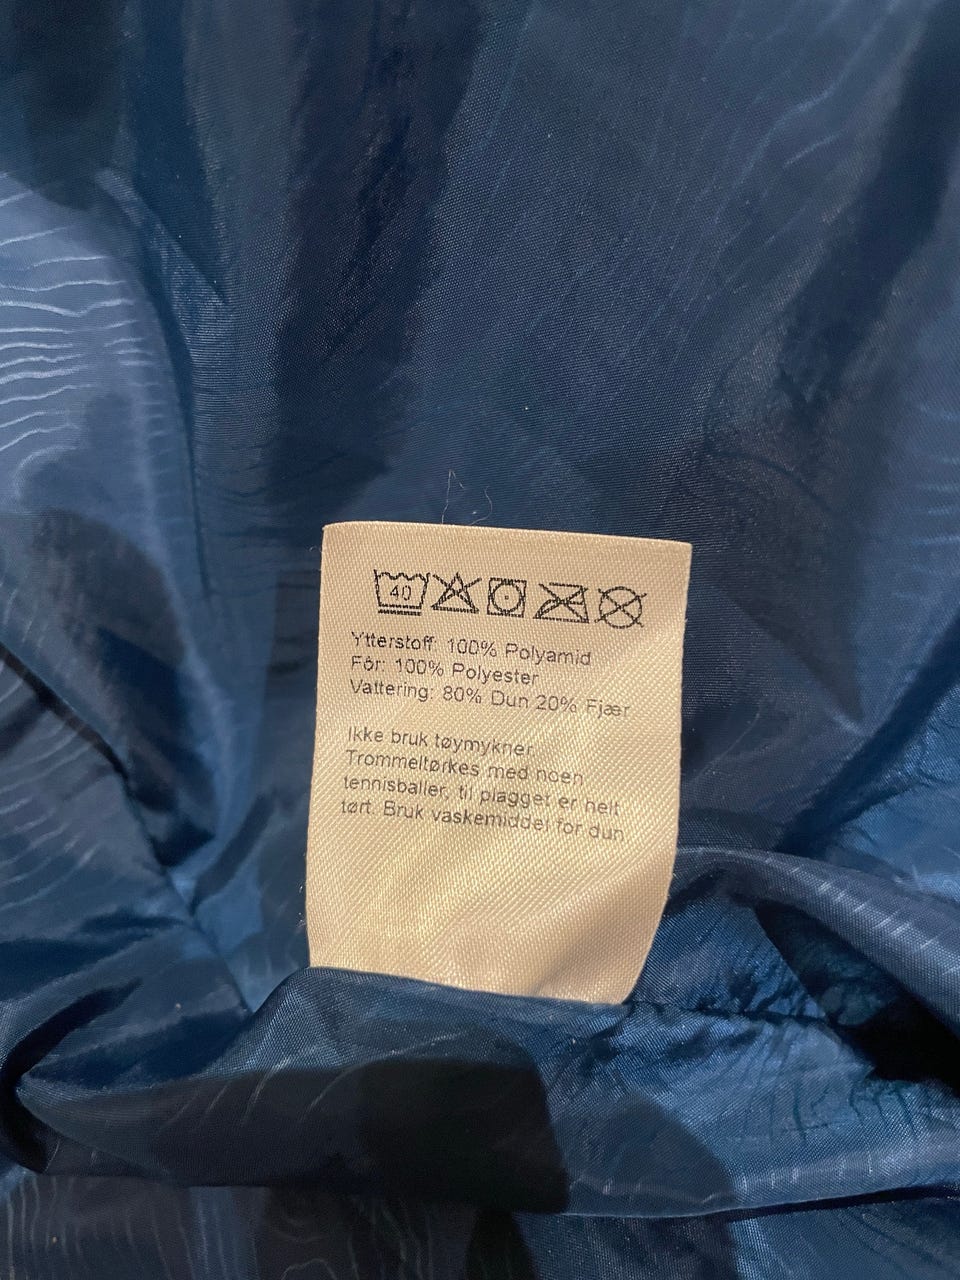 40
Ytterstoff: 100% Polyamid
Fôr: 100% Polyester
Vattering: 80% Dun 20% Fjær
Ikke bruk tøymykner.
Trommeltørkes med noen
tennisballer, til plagget er helt
tørt. Bruk vaskemiddel for dun